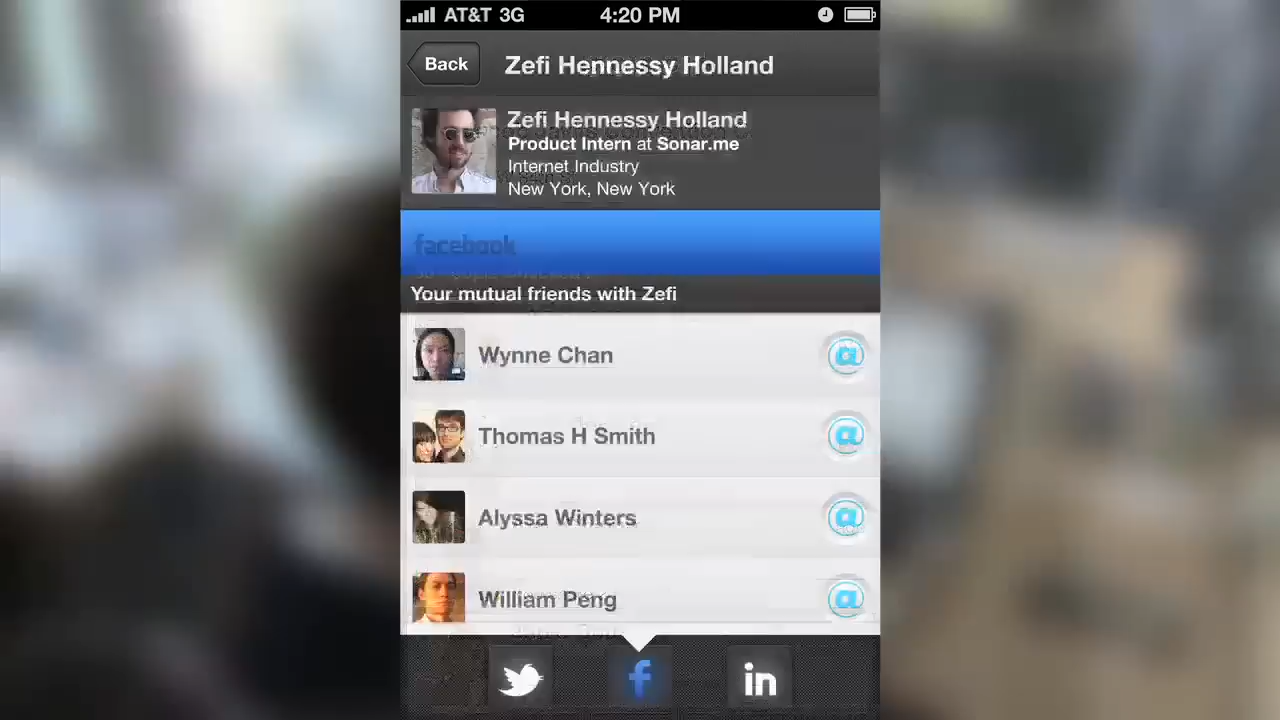 AT&T 3G 4:20 PM
Back Zefi Hennessy Holland
Zefi Hennessy Holland
Product Intern at Sonar.me
Internet Industry
New York, New York
facebook
Your mutual friends with Zefi
Wynne Chan @
Thomas H Smith @
Alyssa Winters @
William Peng @
f in